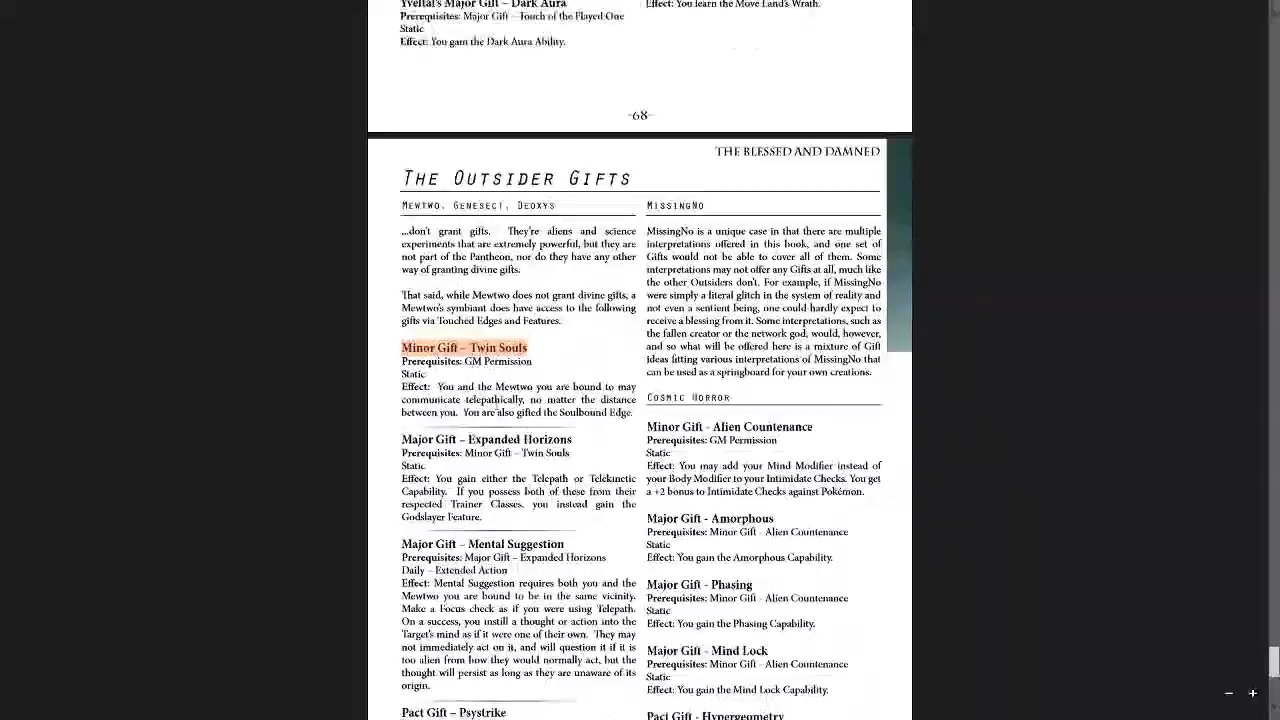 Yveltal's Major Gift – Dark Aura
Prerequisites: Major Gift – Touch of the Flayed One
Static
Effect: You gain the Dark Aura Ability.
Effect: You learn the Move Land's Wrath.
-68-
THE BLESSED AND DAMNED
THE OUTSIDER GIFTS
MEWTWO, GENESECT, DEOXYS
...don't grant gifts. They're aliens and science
experiments that are extremely powerful, but they are
not part of the Pantheon, nor do they have any other
way of granting divine gifts.
That said, while Mewtwo does not grant divine gifts, a
Mewtwo's symbiant does have access to the following
gifts via Touched Edges and Features.
Minor Gift – Twin Souls
Prerequisites: GM Permission
Static
Effect: You and the Mewtwo you are bound to may
communicate telepathically, no matter the distance
between you. You are also gifted the Soulbound Edge.
Major Gift – Expanded Horizons
Prerequisites: Minor Gift – Twin Souls
Static
Effect: You gain either the Telepath or Telekinetic
Capability. If you possess both of these from their
respected Trainer Classes, you instead gain the
Godslayer Feature.
Major Gift – Mental Suggestion
Prerequisites: Major Gift – Expanded Horizons
Daily – Extended Action
Effect: Mental Suggestion requires both you and the
Mewtwo you are bound to be in the same vicinity.
Make a Focus check as if you were using Telepath.
On a success, you instill a thought or action into the
Target's mind as if it were one of their own. They may
not immediately act on it, and will question it if it is
too alien from how they would normally act, but the
thought will persist as long as they are unaware of its
origin.
Pact Gift – Psystrike
MISSINGNO
MissingNo is a unique case in that there are multiple
interpretations offered in this book, and one set of
Gifts would not be able to cover all of them. Some
interpretations may not offer any Gifts at all, much like
the other Outsiders don't. For example, if MissingNo
were simply a literal glitch in the system of reality and
not even a sentient being, one could hardly expect to
receive a blessing from it. Some interpretations, such as
the fallen creator or the network god, would, however,
and so what will be offered here is a mixture of Gift
ideas fitting various interpretations of MissingNo that
can be used as a springboard for your own creations.
COSMIC HORROR
Minor Gift - Alien Countenance
Prerequisites: GM Permission
Static
Effect: You may add your Mind Modifier instead of
your Body Modifier to your Intimidate Checks. You get
a +2 bonus to Intimidate Checks against Pokémon.
Major Gift - Amorphous
Prerequisites: Minor Gift - Alien Countenance
Static
Effect: You gain the Amorphous Capability.
Major Gift - Phasing
Prerequisites: Minor Gift - Alien Countenance
Static
Effect: You gain the Phasing Capability.
Major Gift - Mind Lock
Prerequisites: Minor Gift - Alien Countenance
Static
Effect: You gain the Mind Lock Capability.
Pact Gift - Hypergeometry